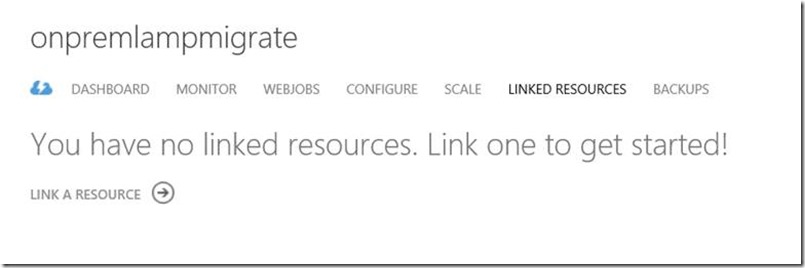 onpremlampmigrate
DASHBOARD MONITOR WEBJOBS CONFIGURE SCALE LINKED RESOURCES BACKUPS
You have no linked resources. Link one to get started!
LINK A RESOURCE